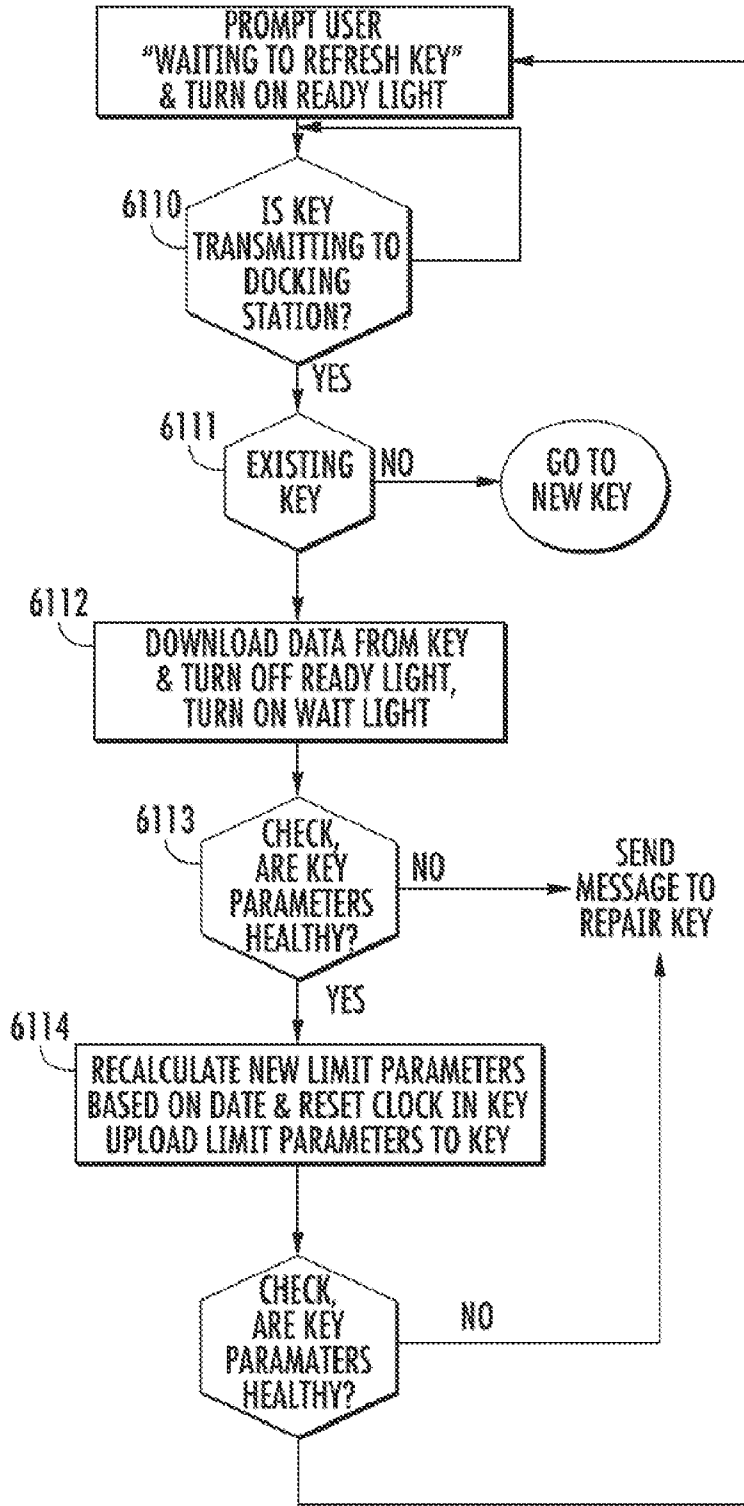 PROMPT USER
“WAITING TO REFRESH KEY”
& TURN ON READY LIGHT
6110
IS KEY
TRANSMITTING TO
DOCKING
STATION?
YES
6111
EXISTING
KEY
NO
GO TO
NEW KEY
6112
DOWNLOAD DATA FROM KEY
& TURN OFF READY LIGHT,
TURN ON WAIT LIGHT
6113
CHECK,
ARE KEY
PARAMETERS
HEALTHY?
NO
SEND
MESSAGE TO
REPAIR KEY
YES
6114
RECALCULATE NEW LIMIT PARAMETERS
BASED ON DATE & RESET CLOCK IN KEY
UPLOAD LIMIT PARAMETERS TO KEY
CHECK,
ARE KEY
PARAMATERS
HEALTHY?
NO